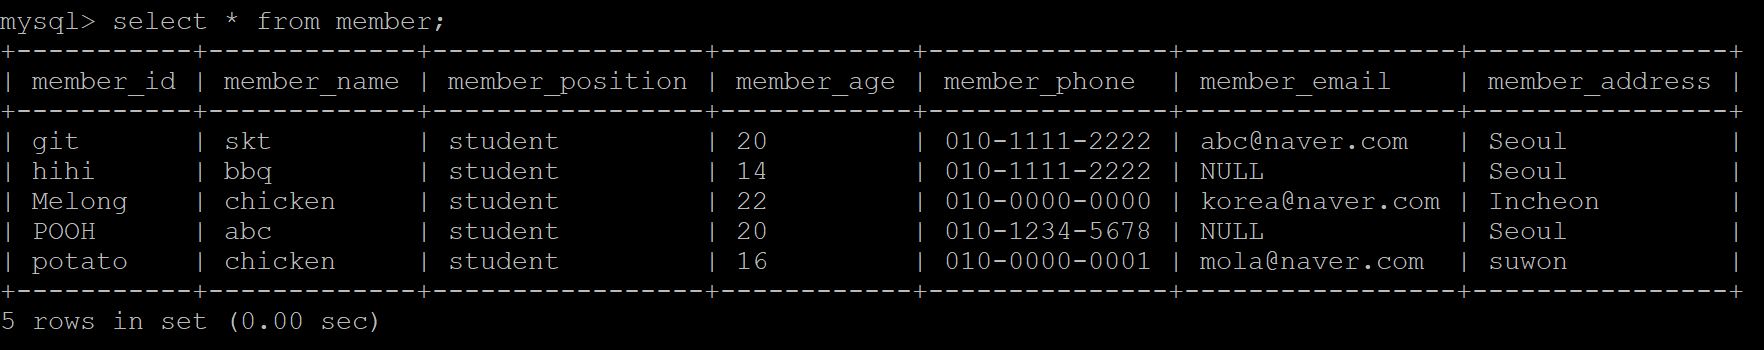 mysql> select * from member;
+-----------+-------------+-----------------+------------+---------------+-----------------+----------------+
| member_id | member_name | member_position | member_age | member_phone  | member_email    | member_address |
+-----------+-------------+-----------------+------------+---------------+-----------------+----------------+
| git       | skt         | student         | 20         | 010-1111-2222 | abc@naver.com   | Seoul          |
| hihi      | bbq         | student         | 14         | 010-1111-2222 | NULL            | Seoul          |
| Melong    | chicken     | student         | 22         | 010-0000-0000 | korea@naver.com | Incheon        |
| POOH      | abc         | student         | 20         | 010-1234-5678 | NULL            | Seoul          |
| potato    | chicken     | student         | 16         | 010-0000-0001 | mola@naver.com  | suwon          |
+-----------+-------------+-----------------+------------+---------------+-----------------+----------------+
5 rows in set (0.00 sec)